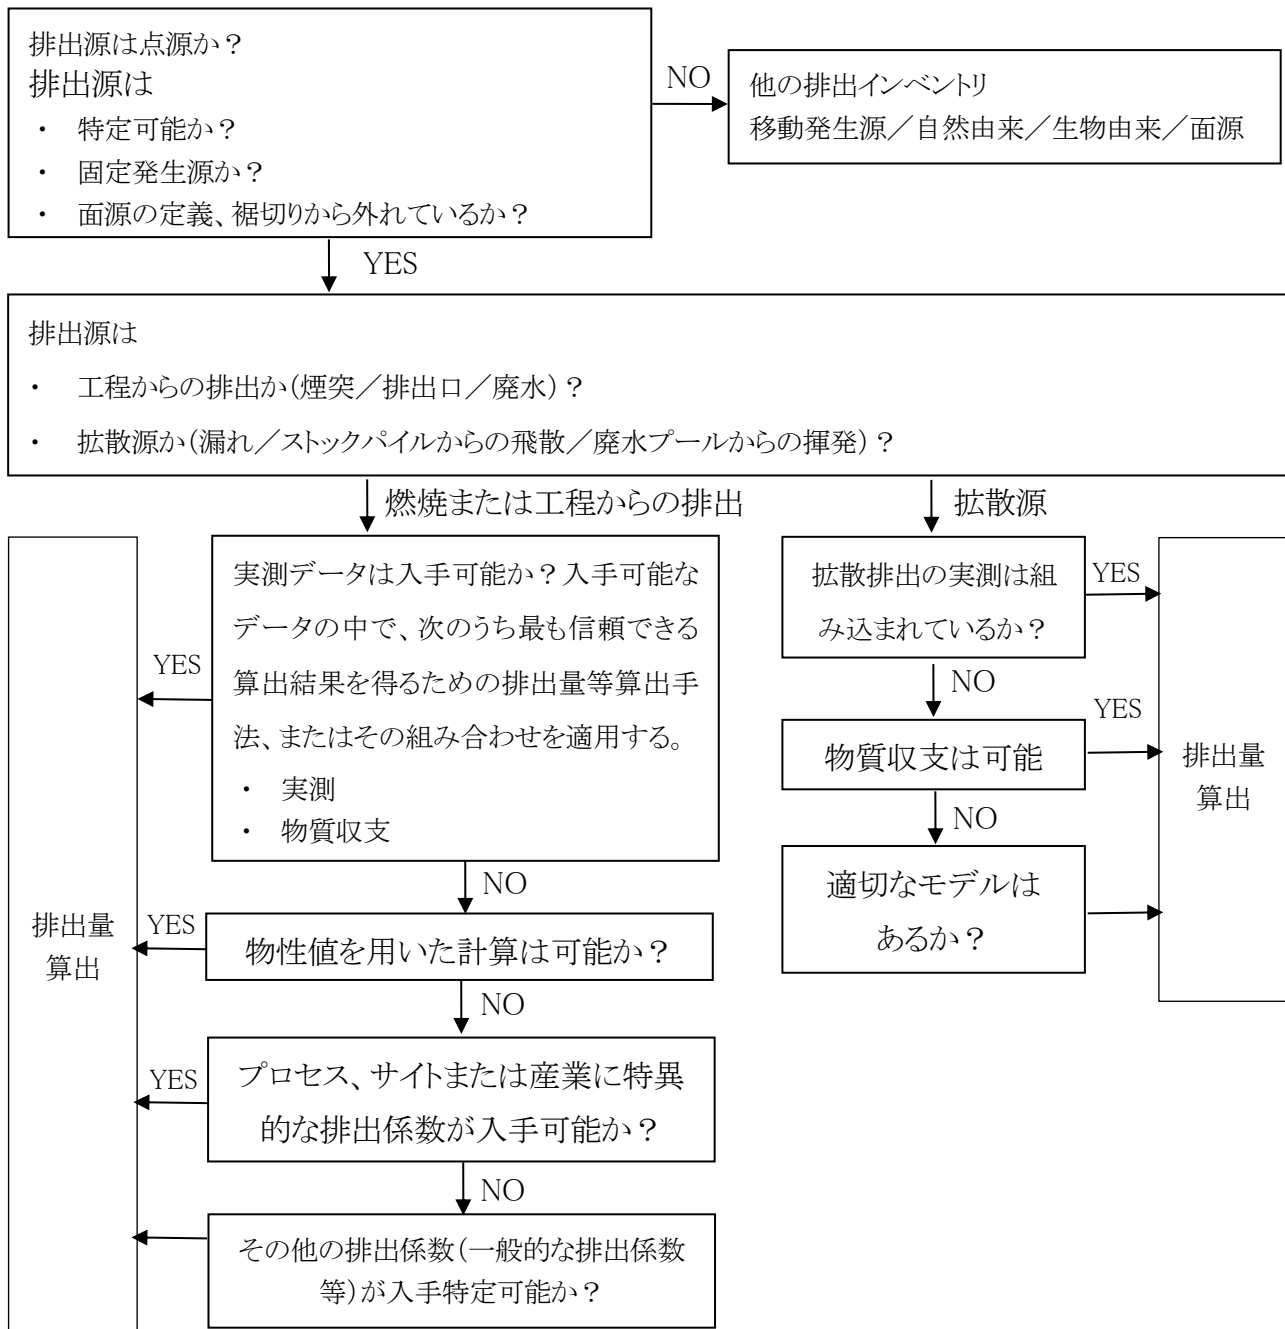 排出源は点源か？
排出源は
・ 特定可能か？
・ 固定発生源か？
・ 面源の定義、裾切りから外れているか？
NO
他の排出インベントリ
移動発生源／自然由来／生物由来／面源
YES
排出源は
・ 工程からの排出か（煙突／排出口／廃水）？
・ 拡散源か（漏れ／ストックパイルからの飛散／廃水プールからの揮発）？
燃焼または工程からの排出
拡散源
実測データは入手可能か？入手可能な
データの中で、次のうち最も信頼できる
算出結果を得るための排出量等算出手
法、またはその組み合わせを適用する。
・ 実測
・ 物質収支
YES
NO
物性値を用いた計算は可能か？
YES
NO
プロセス、サイトまたは産業に特異
的な排出係数が入手可能か？
YES
NO
その他の排出係数（一般的な排出係数
等）が入手特定可能か？
排出量
算出
拡散排出の実測は組
み込まれているか？
YES
NO
物質収支は可能
YES
NO
適切なモデルは
あるか？
排出量
算出